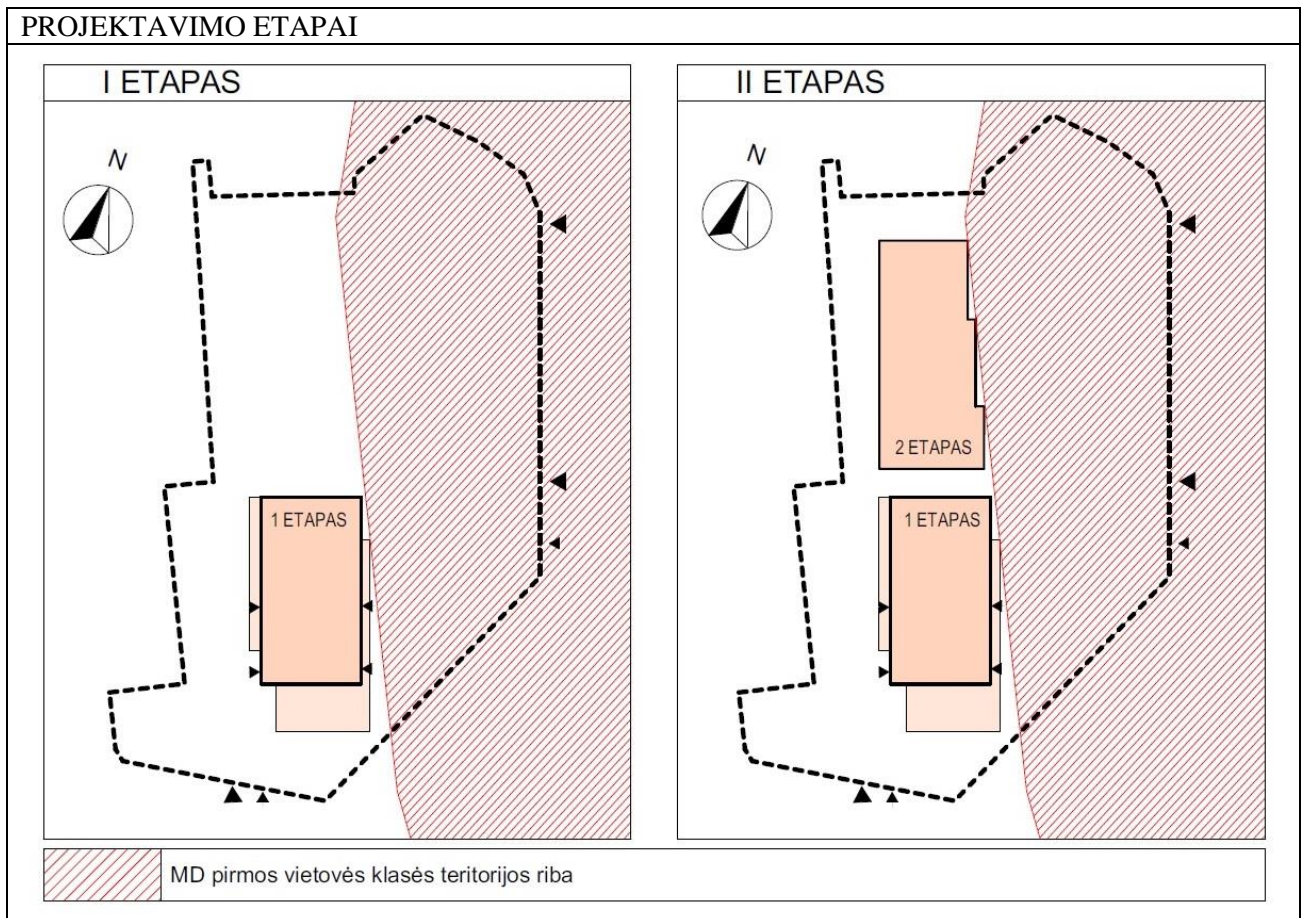 PROJEKTAVIMO ETAPAI
I ETAPAS
N
1 ETAPAS
II ETAPAS
N
2 ETAPAS
1 ETAPAS
MD pirmos vietovės klasės teritorijos riba